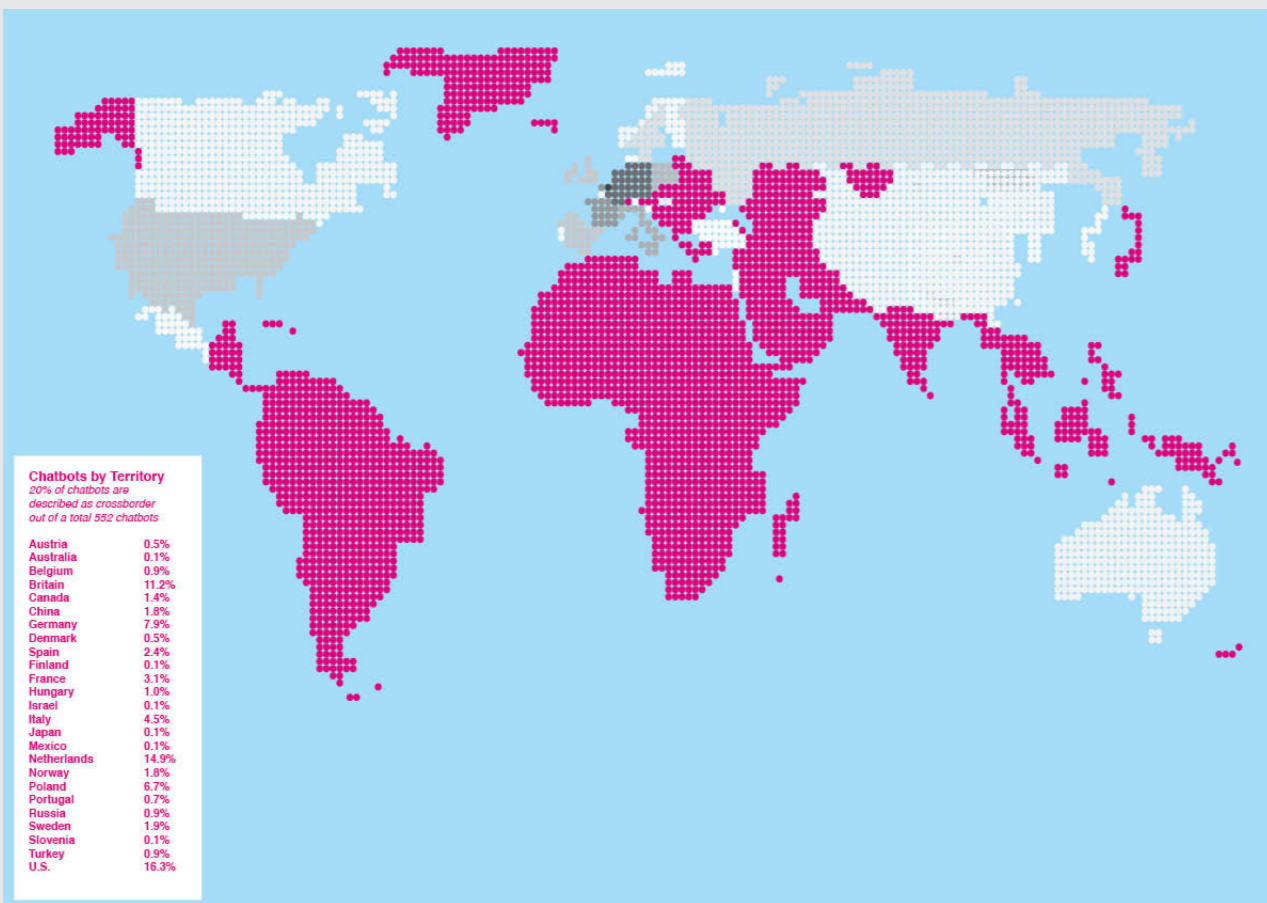 Chatbots by Territory
20% of chatbots are
described as crossborder
out of a total 552 chatbots
Austria 0.5%
Australia 0.1%
Belgium 0.9%
Britain 11.2%
Canada 1.4%
China 1.8%
Germany 7.9%
Denmark 0.5%
Spain 2.4%
Finland 0.1%
France 3.1%
Hungary 1.0%
Israel 0.1%
Italy 4.5%
Japan 0.1%
Mexico 0.1%
Netherlands 14.9%
Norway 1.8%
Poland 6.7%
Portugal 0.7%
Russia 0.9%
Sweden 1.9%
Slovenia 0.1%
Turkey 0.9%
U.S. 16.3%